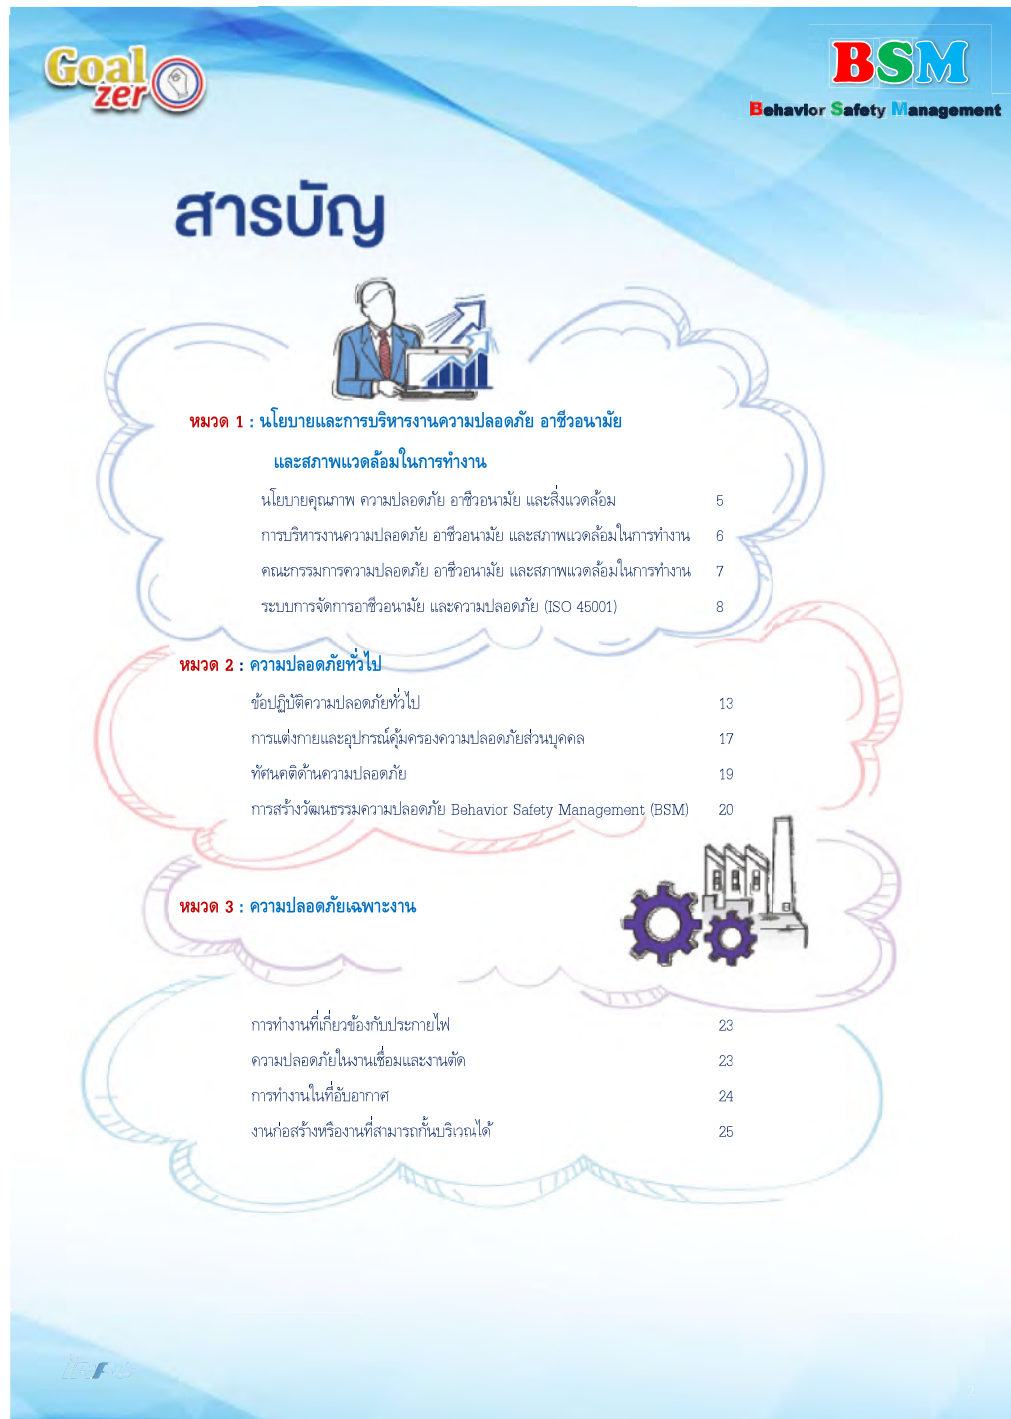 Goal
zero
BSM
Behavior Safety Management
สารบัญ
หมวด 1 : นโยบายและการบริหารงานความปลอดภัย อาชีวอนามัย
และสภาพแวดล้อมในการทำงาน
นโยบายคุณภาพ ความปลอดภัย อาชีวอนามัย และสิ่งแวดล้อม 5
การบริหารงานความปลอดภัย อาชีวอนามัย และสภาพแวดล้อมในการทำงาน 6
คณะกรรมการความปลอดภัย อาชีวอนามัย และสภาพแวดล้อมในการทำงาน 7
ระบบการจัดการอาชีวอนามัย และความปลอดภัย (ISO 45001) 8
หมวด 2 : ความปลอดภัยทั่วไป
ข้อปฏิบัติความปลอดภัยทั่วไป 13
การแต่งกายและอุปกรณ์คุ้มครองความปลอดภัยส่วนบุคคล 17
ทัศนคติด้านความปลอดภัย 19
การสร้างวัฒนธรรมความปลอดภัย Behavior Safety Management (BSM) 20
หมวด 3 : ความปลอดภัยเฉพาะงาน
การทำงานที่เกี่ยวข้องกับประกายไฟ 23
ความปลอดภัยในงานเชื่อมและงานตัด 23
การทำงานในที่อับอากาศ 24
งานก่อสร้างหรืองานที่สามารถกั้นบริเวณได้ 25